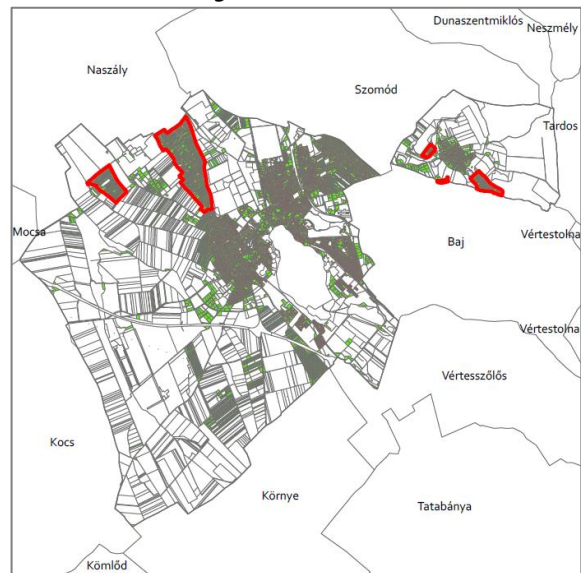 Dunaszentmiklós
Neszmély
Naszály
Szomód
Tardos
Mocsa
Baj
Vértestolna
Vértestolna
Vértesszőlős
Kocs
Környe
Tatabánya
Kömlőd